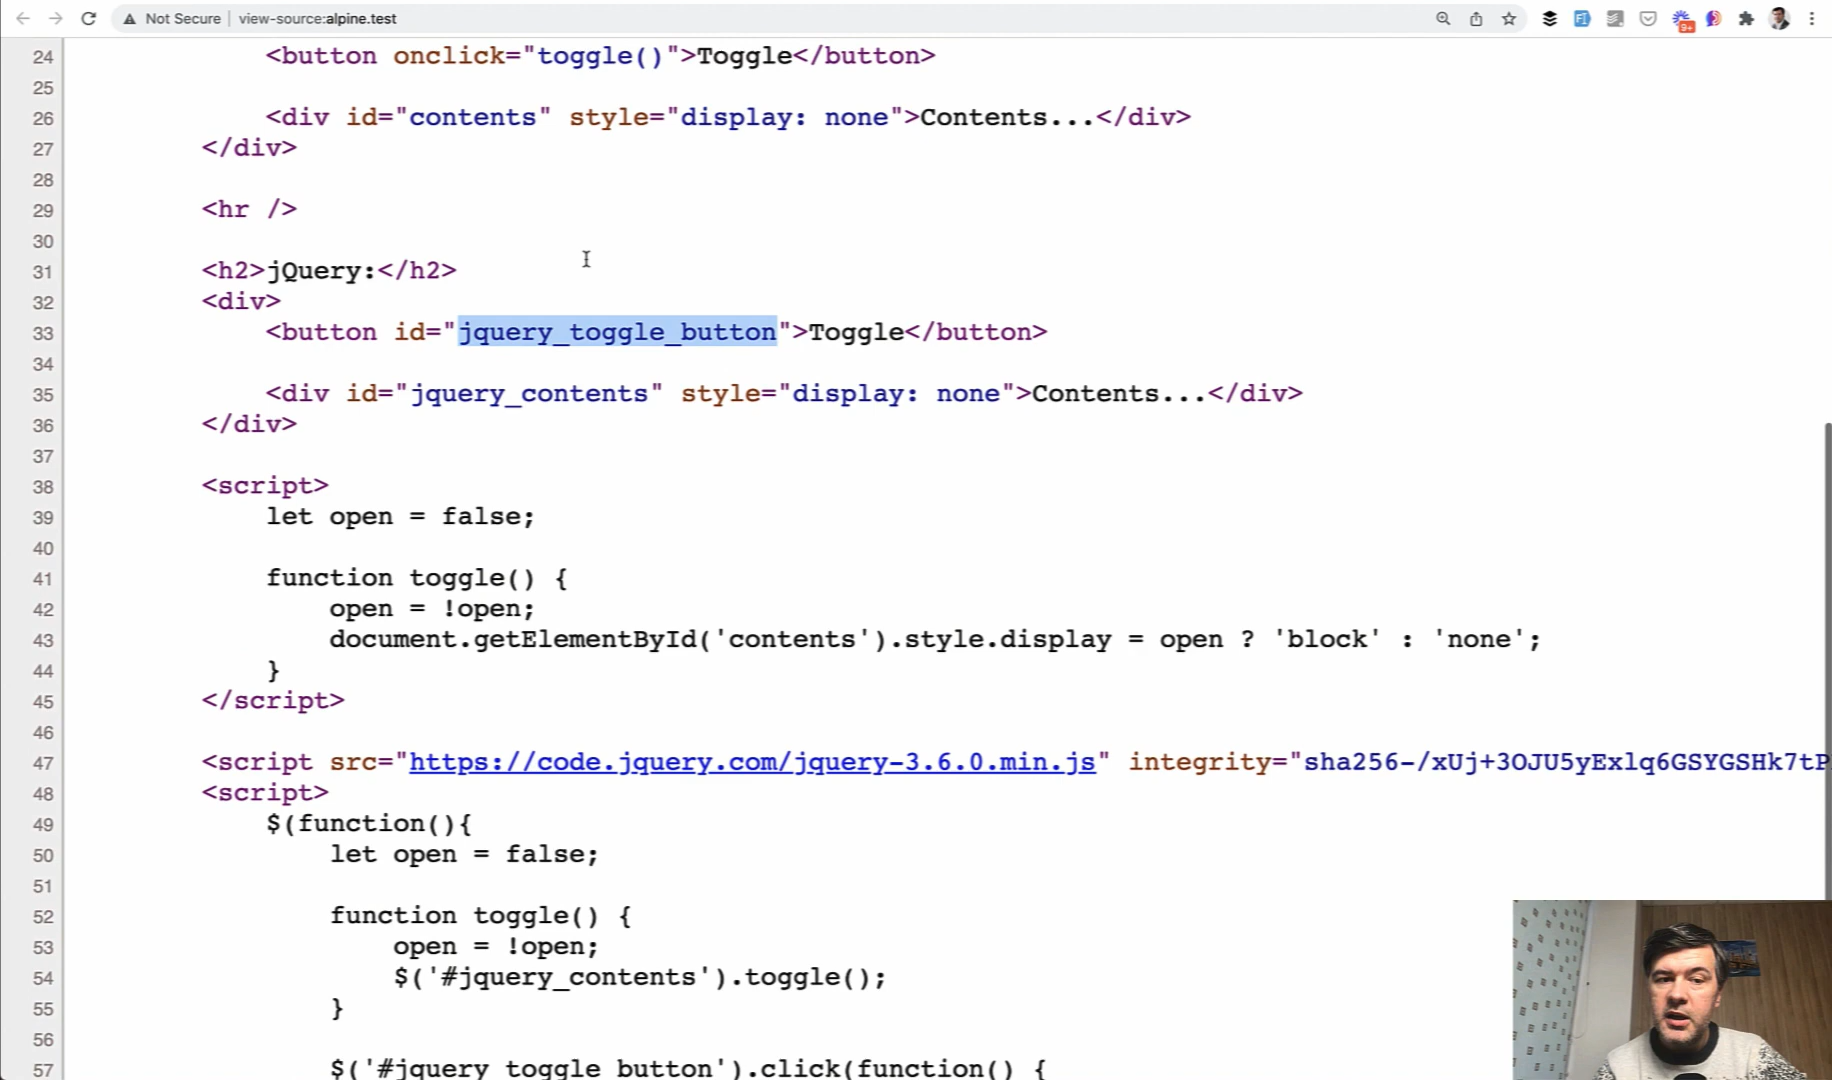 Not Secure | view-source:alpine.test
9+
24 <button onclick="toggle()">Toggle</button>
25
26 <div id="contents" style="display: none">Contents...</div>
27 </div>
28
29 <hr />
30
31 <h2>jQuery:</h2>
32 <div>
33 <button id="jquery_toggle_button">Toggle</button>
34
35 <div id="jquery_contents" style="display: none">Contents...</div>
36 </div>
37
38 <script>
39 let open = false;
40
41 function toggle() {
42 open = !open;
43 document.getElementById('contents').style.display = open ? 'block' : 'none';
44 }
45 </script>
46
47 <script src="https://code.jquery.com/jquery-3.6.0.min.js" integrity="sha256-/xUj+3OJU5yExlq6GSYGSHk7tP
48 <script>
49 $(function(){
50 let open = false;
51
52 function toggle() {
53 open = !open;
54 $('#jquery_contents').toggle();
55 }
56
57 $('#jquery_toggle_button').click(function() {